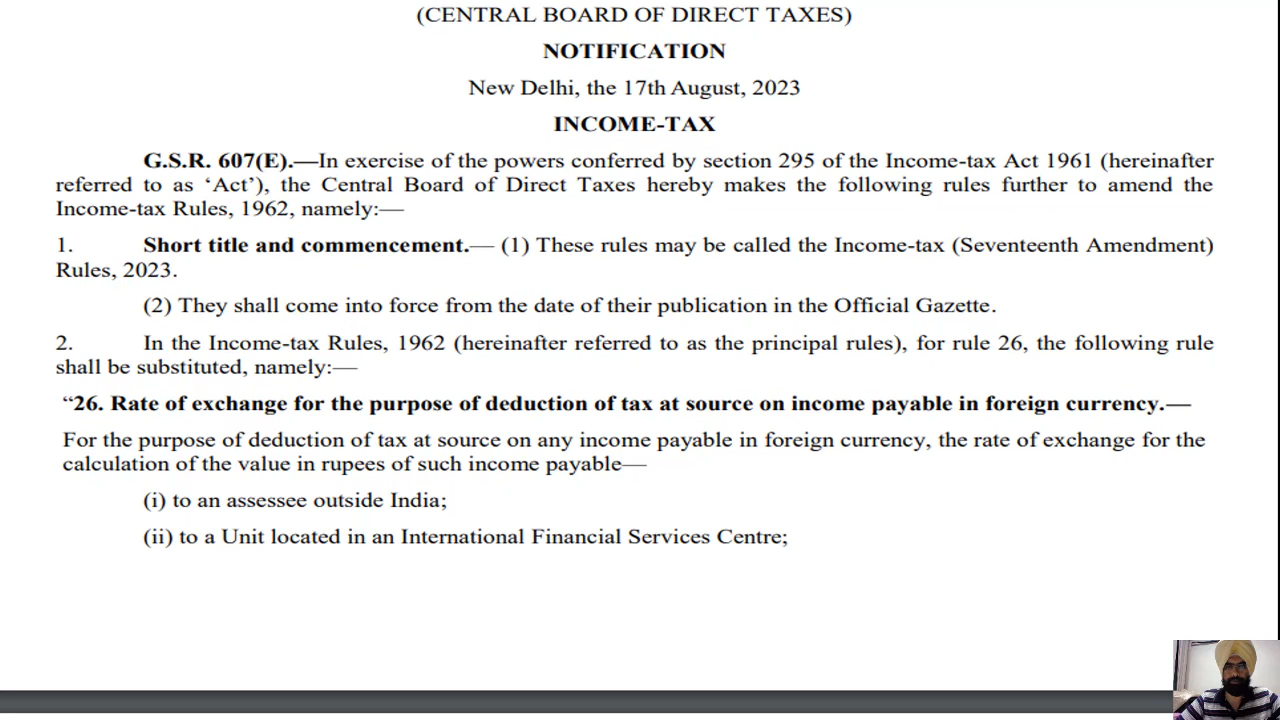 (CENTRAL BOARD OF DIRECT TAXES)
NOTIFICATION
New Delhi, the 17th August, 2023
INCOME-TAX
G.S.R. 607(E).—In exercise of the powers conferred by section 295 of the Income-tax Act 1961 (hereinafter
referred to as ‘Act’), the Central Board of Direct Taxes hereby makes the following rules further to amend the
Income-tax Rules, 1962, namely:—
1. Short title and commencement.— (1) These rules may be called the Income-tax (Seventeenth Amendment)
Rules, 2023.
(2) They shall come into force from the date of their publication in the Official Gazette.
2. In the Income-tax Rules, 1962 (hereinafter referred to as the principal rules), for rule 26, the following rule
shall be substituted, namely:—
“26. Rate of exchange for the purpose of deduction of tax at source on income payable in foreign currency.—
For the purpose of deduction of tax at source on any income payable in foreign currency, the rate of exchange for the
calculation of the value in rupees of such income payable—
(i) to an assessee outside India;
(ii) to a Unit located in an International Financial Services Centre;